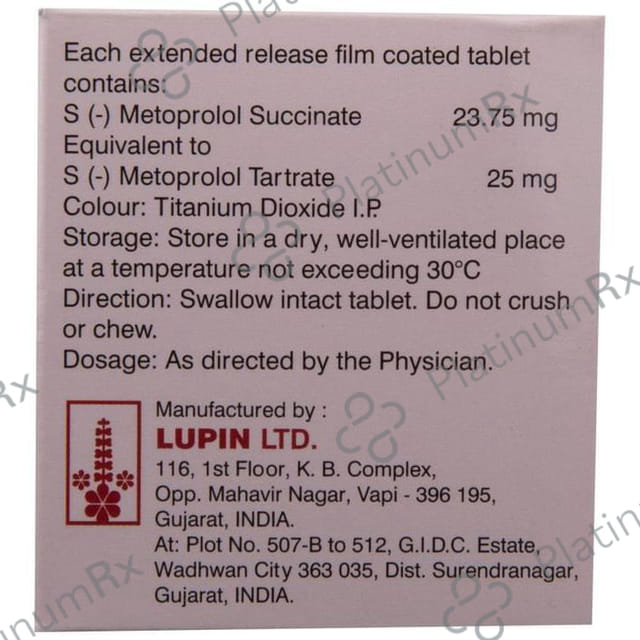 Each extended release film coated tablet
contains:
S (-) Metoprolol Succinate 23.75 mg
Equivalent to
S (-) Metoprolol Tartrate 25 mg
Colour: Titanium Dioxide I.P.
Storage: Store in a dry, well-ventilated place
at a temperature not exceeding 30°C
Direction: Swallow intact tablet. Do not crush
or chew.
Dosage: As directed by the Physician.
Manufactured by :
LUPIN LTD.
116, 1st Floor, K. B. Complex,
Opp. Mahavir Nagar, Vapi - 396 195,
Gujarat, INDIA.
At: Plot No. 507-B to 512, G.I.D.C. Estate,
Wadhwan City 363 035, Dist. Surendranagar,
Gujarat, INDIA.
PlatinumRx
PlatinumRx
PlatinumRx